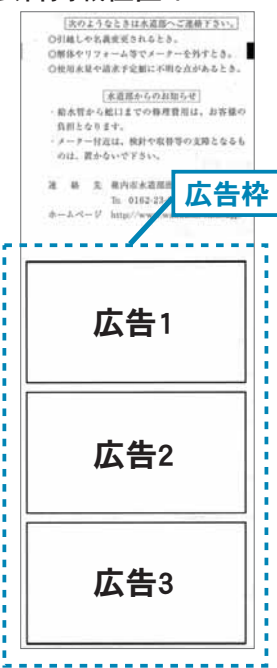 次のようなときは水道部へご連絡下さい。
○引越しや名義変更されるとき。
○解体やリフォーム等でメーターを外すとき。
○使用水量や請求予定額に不明な点があるとき。
水道部からのお知らせ
・給水管から蛇口までの修理費用は、お客様の
負担となります。
・メーター付近は、検針や取替等の支障となるも
のは、置かないで下さい。
連絡先 稚内市水道部
℡ 0162-23
ホームページ http://www
広告枠
広告1
広告2
広告3